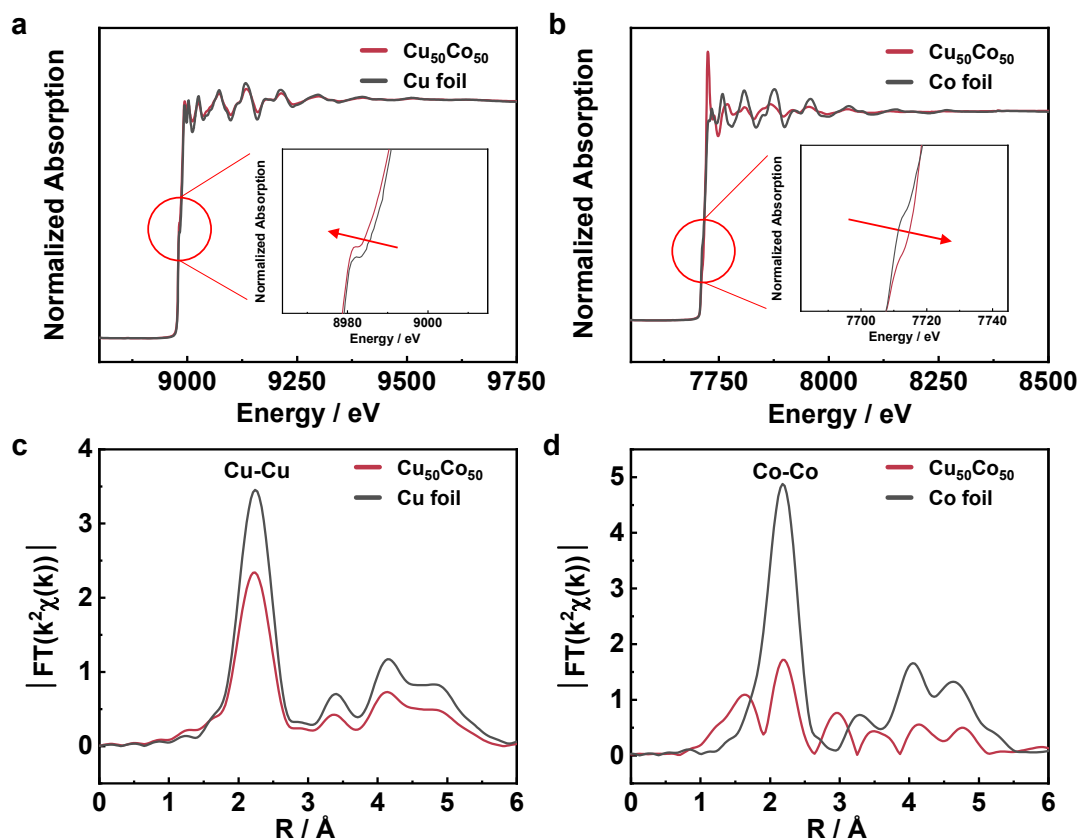 a
Normalized Absorption
Cu₅₀Co₅₀
Cu foil
Normalized Absorption
8980 9000
Energy / eV
9000 9250 9500 9750
Energy / eV
b
Normalized Absorption
Cu₅₀Co₅₀
Co foil
Normalized Absorption
7700 7720 7740
Energy / eV
7750 8000 8250 8500
Energy / eV
c
|FT(k²χ(k))|
Cu-Cu
Cu₅₀Co₅₀
Cu foil
4
3
2
1
0
0 1 2 3 4 5 6
R / Å
d
|FT(k²χ(k))|
Co-Co
Cu₅₀Co₅₀
Co foil
5
4
3
2
1
0
0 1 2 3 4 5 6
R / Å